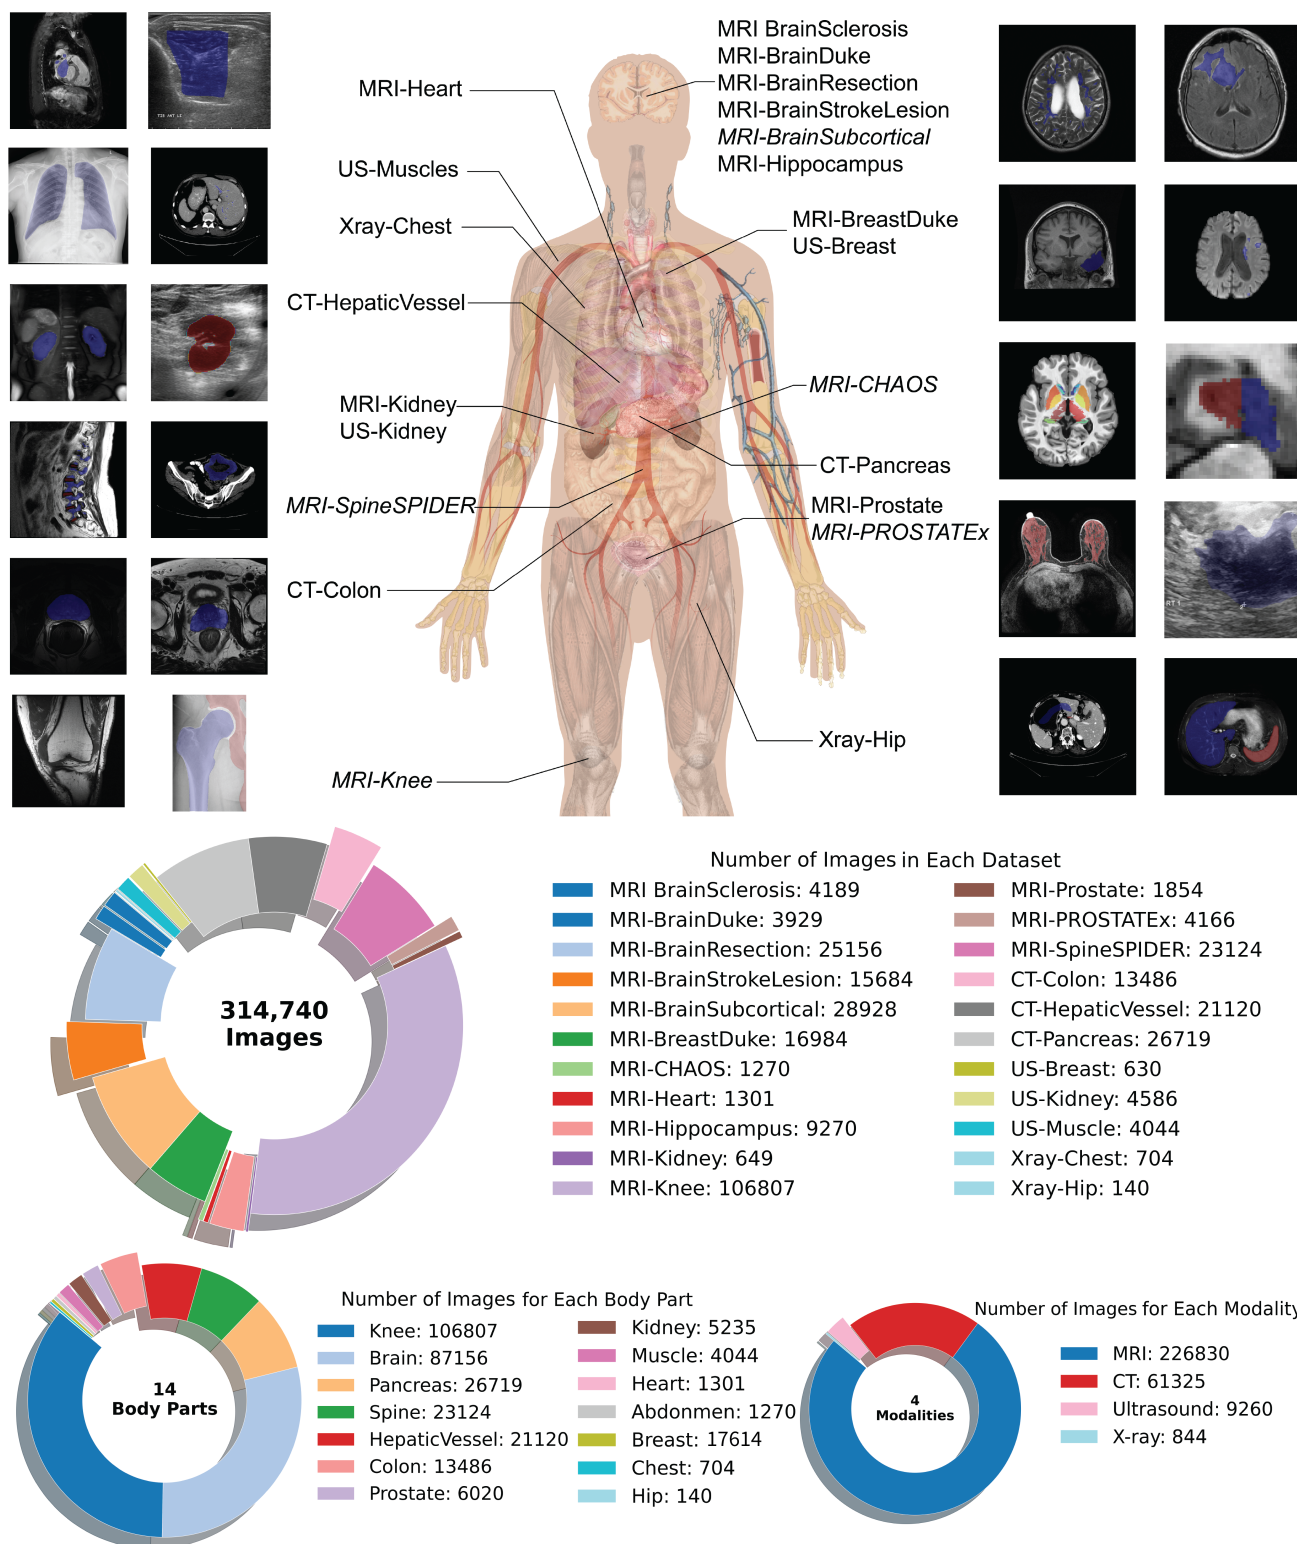 MRI BrainSclerosis
MRI-BrainDuke
MRI-BrainResection
MRI-BrainStrokeLesion
MRI-BrainSubcortical
MRI-Hippocampus
MRI-Heart
US-Muscles
Xray-Chest
CT-HepaticVessel
MRI-Kidney
US-Kidney
MRI-SpineSPIDER
CT-Colon
MRI-Knee
MRI-BreastDuke
US-Breast
MRI-CHAOS
CT-Pancreas
MRI-Prostate
MRI-PROSTATEx
Xray-Hip
RT 1
314,740
Images
Number of Images in Each Dataset
MRI BrainSclerosis: 4189
MRI-BrainDuke: 3929
MRI-BrainResection: 25156
MRI-BrainStrokeLesion: 15684
MRI-BrainSubcortical: 28928
MRI-BreastDuke: 16984
MRI-CHAOS: 1270
MRI-Heart: 1301
MRI-Hippocampus: 9270
MRI-Kidney: 649
MRI-Knee: 106807
MRI-Prostate: 1854
MRI-PROSTATEx: 4166
MRI-SpineSPIDER: 23124
CT-Colon: 13486
CT-HepaticVessel: 21120
CT-Pancreas: 26719
US-Breast: 630
US-Kidney: 4586
US-Muscle: 4044
Xray-Chest: 704
Xray-Hip: 140
14
Body Parts
Number of Images for Each Body Part
Knee: 106807
Brain: 87156
Pancreas: 26719
Spine: 23124
HepaticVessel: 21120
Colon: 13486
Prostate: 6020
Kidney: 5235
Muscle: 4044
Heart: 1301
Abdonmen: 1270
Breast: 17614
Chest: 704
Hip: 140
4
Modalities
Number of Images for Each Modality
MRI: 226830
CT: 61325
Ultrasound: 9260
X-ray: 844